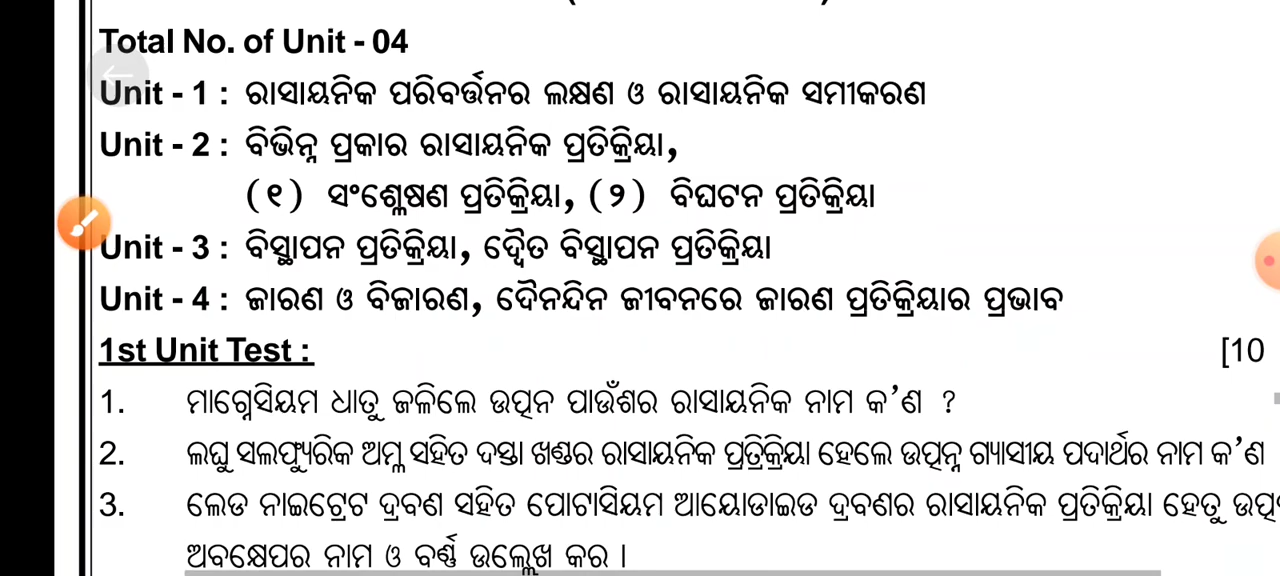 Total No. of Unit - 04
Unit - 1 : ରାସାୟନିକ ପରିବର୍ତ୍ତନର ଲକ୍ଷଣ ଓ ରାସାୟନିକ ସମୀକରଣ
Unit - 2 : ବିଭିନ୍ନ ପ୍ରକାର ରାସାୟନିକ ପ୍ରତିକ୍ରିୟା,
(୧) ସଂଶ୍ଳେଷଣ ପ୍ରତିକ୍ରିୟା, (୨) ବିଘଟନ ପ୍ରତିକ୍ରିୟା
Unit - 3 : ବିସ୍ଥାପନ ପ୍ରତିକ୍ରିୟା, ଦ୍ୱୈତ ବିସ୍ଥାପନ ପ୍ରତିକ୍ରିୟା
Unit - 4 : ଜାରଣ ଓ ବିଜାରଣ, ଦୈନନ୍ଦିନ ଜୀବନରେ ଜାରଣ ପ୍ରତିକ୍ରିୟାର ପ୍ରଭାବ
1st Unit Test : [10
1. ମାଗ୍ନେସିୟମ ଧାତୁ ଜଳିଲେ ଉତ୍ପନ ପାଉଁଶର ରାସାୟନିକ ନାମ କ'ଣ ?
2. ଲଘୁ ସଲଫ୍ୟୁରିକ ଅମ୍ଳ ସହିତ ଦସ୍ତା ଖଣ୍ଡର ରାସାୟନିକ ପ୍ରତ୍ରିକ୍ରିୟା ହେଲେ ଉତ୍ପନ୍ନ ଗ୍ୟାସୀୟ ପଦାର୍ଥର ନାମ କ'ଣ
3. ଲେଡ ନାଇଟ୍ରେଟ ଦ୍ରବଣ ସହିତ ପୋଟାସିୟମ ଆୟୋଡାଇଡ ଦ୍ରବଣର ରାସାୟନିକ ପ୍ରତିକ୍ରିୟା ହେତୁ
ଅବକ୍ଷେପର ନାମ ଓ ବର୍ଣ୍ଣ ଉଲ୍ଲେଖ କର ।